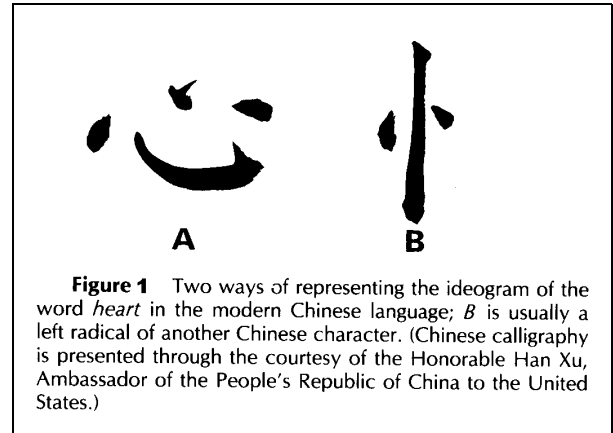 心 忄
A B
Figure 1 Two ways of representing the ideogram of the
word heart in the modern Chinese language; B is usually a
left radical of another Chinese character. (Chinese calligraphy
is presented through the courtesy of the Honorable Han Xu,
Ambassador of the People's Republic of China to the United
States.)